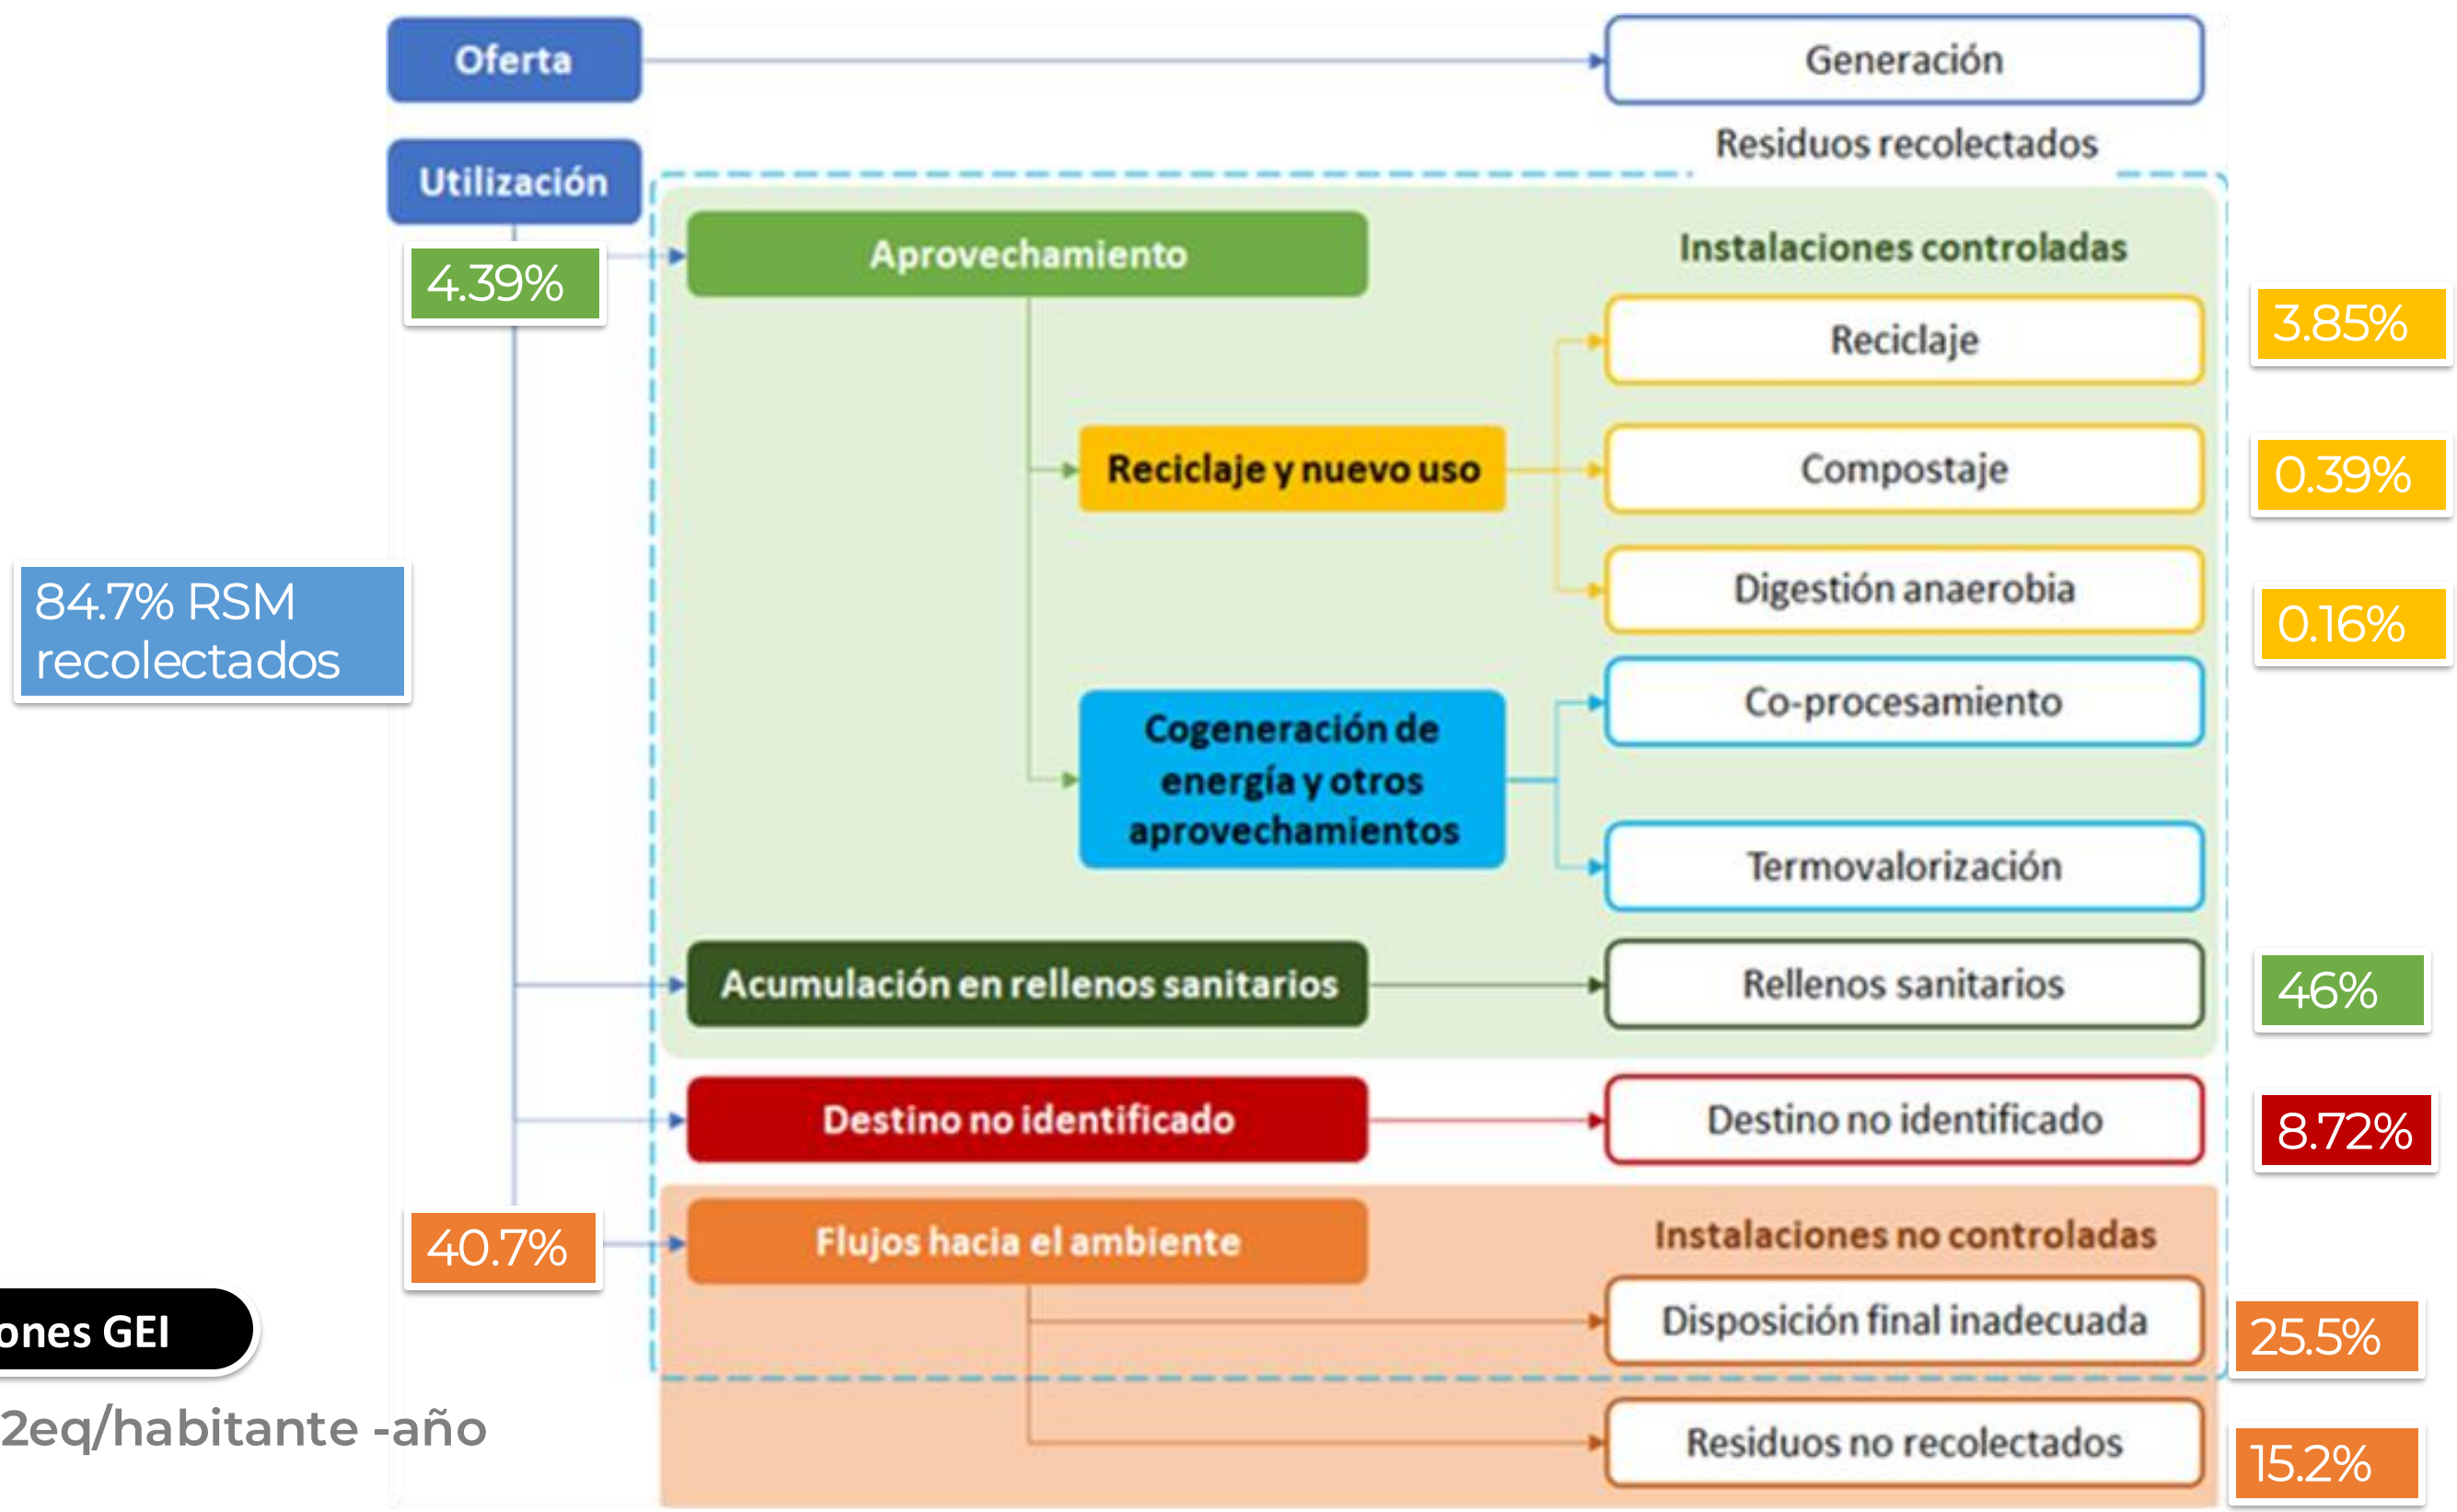 Oferta
Generación
Residuos recolectados
Utilización
Aprovechamiento
Instalaciones controladas
4.39%
Reciclaje
3.85%
Reciclaje y nuevo uso
Compostaje
0.39%
84.7% RSM
recolectados
Digestión anaerobia
0.16%
Cogeneración de
energía y otros
aprovechamientos
Co-procesamiento
Termovalorización
Acumulación en rellenos sanitarios
Rellenos sanitarios
46%
Destino no identificado
Destino no identificado
8.72%
40.7%
Flujos hacia el ambiente
Instalaciones no controladas
Disposición final inadecuada
25.5%
ones GEI
2eq/habitante -año
Residuos no recolectados
15.2%